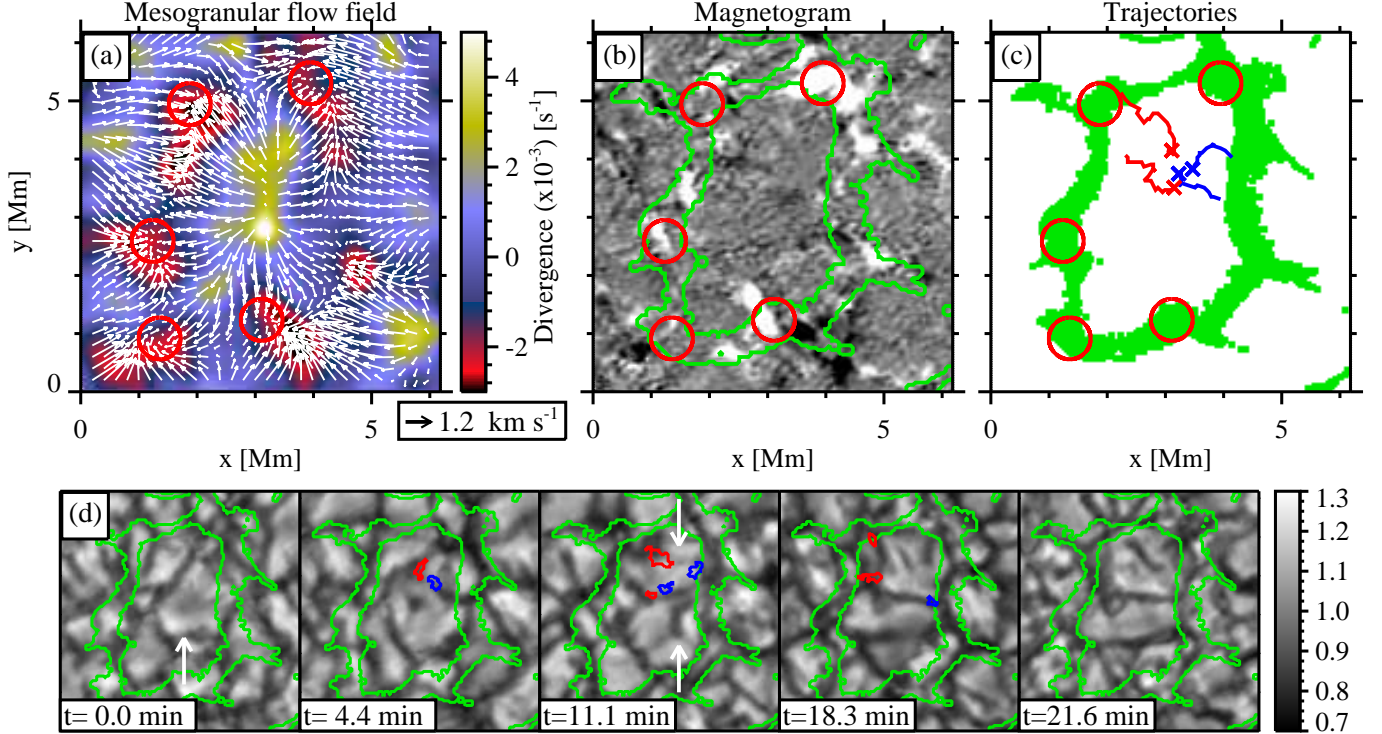 Mesogranular flow field
Magnetogram
Trajectories
(a)
(b)
(c)
5
0
y [Mm]
4
2
0
-2
Divergence (x10⁻³) [s⁻¹]
0
5
0
5
0
5
1.2 km s⁻¹
x [Mm]
x [Mm]
x [Mm]
(d)
t= 0.0 min
t= 4.4 min
t=11.1 min
t=18.3 min
t=21.6 min
1.3
1.2
1.1
1.0
0.9
0.8
0.7